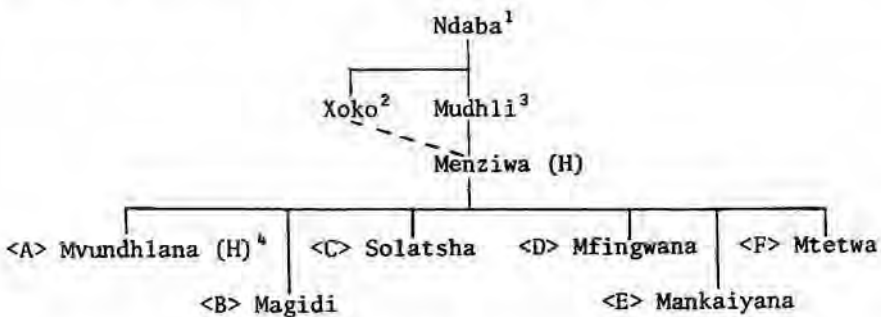 Ndaba¹
Xoko² Mudhli³
Menziwa (H)
<A> Mvundhlana (H)⁴ <C> Solatsha <D> Mfingwana <F> Mtetwa
<B> Magidi <E> Mankaiyana